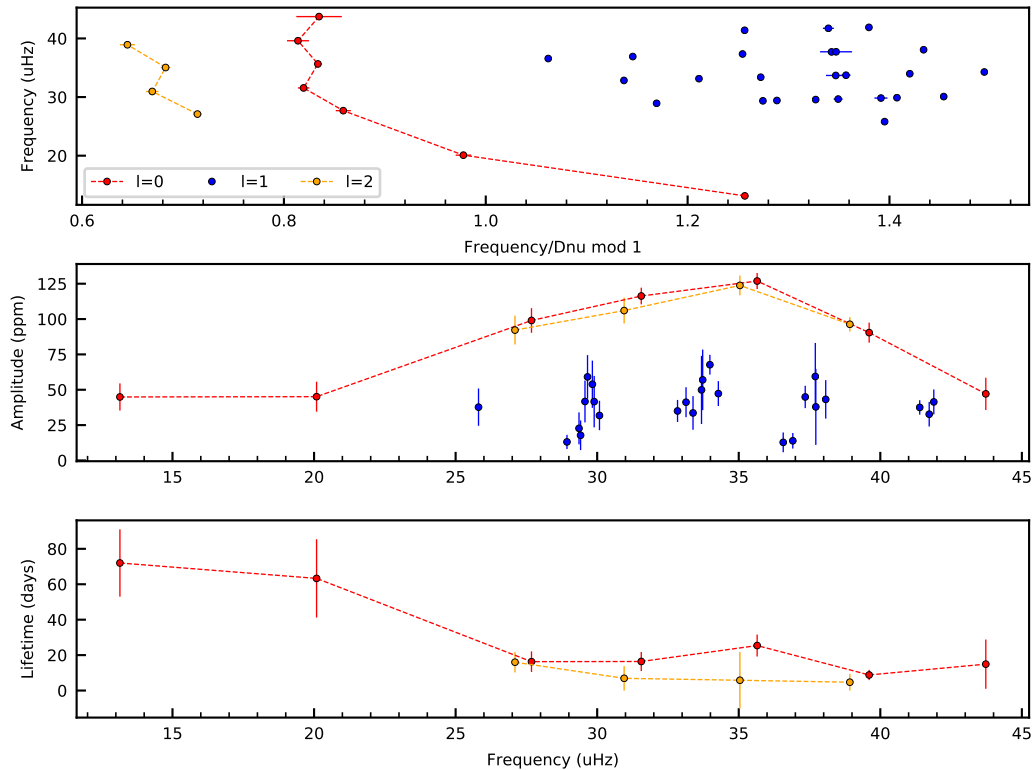 Frequency (uHz)
40
30
20
l=0 l=1 l=2
0.6 0.8 1.0 1.2 1.4
Frequency/Dnu mod 1
Amplitude (ppm)
125
100
75
50
25
0
15 20 25 30 35 40 45
Lifetime (days)
80
60
40
20
0
15 20 25 30 35 40 45
Frequency (uHz)